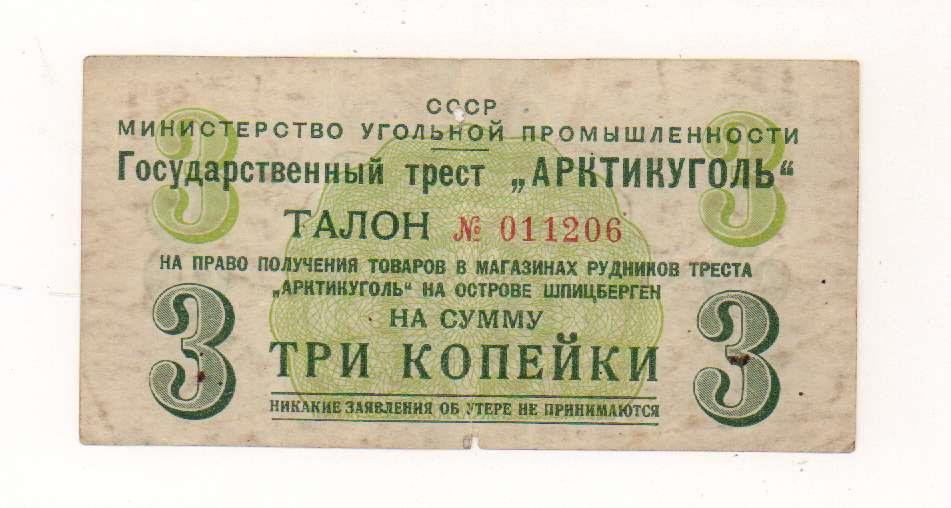 СССР
МИНИСТЕРСТВО УГОЛЬНОЙ ПРОМЫШЛЕННОСТИ
Государственный трест „АРКТИКУГОЛЬ“
3 3
ТАЛОН № 011206
НА ПРАВО ПОЛУЧЕНИЯ ТОВАРОВ В МАГАЗИНАХ РУДНИКОВ ТРЕСТА
„АРКТИКУГОЛЬ“ НА ОСТРОВЕ ШПИЦБЕРГЕН
НА СУММУ
3 ТРИ КОПЕЙКИ 3
НИКАКИЕ ЗАЯВЛЕНИЯ ОБ УТЕРЕ НЕ ПРИНИМАЮТСЯ